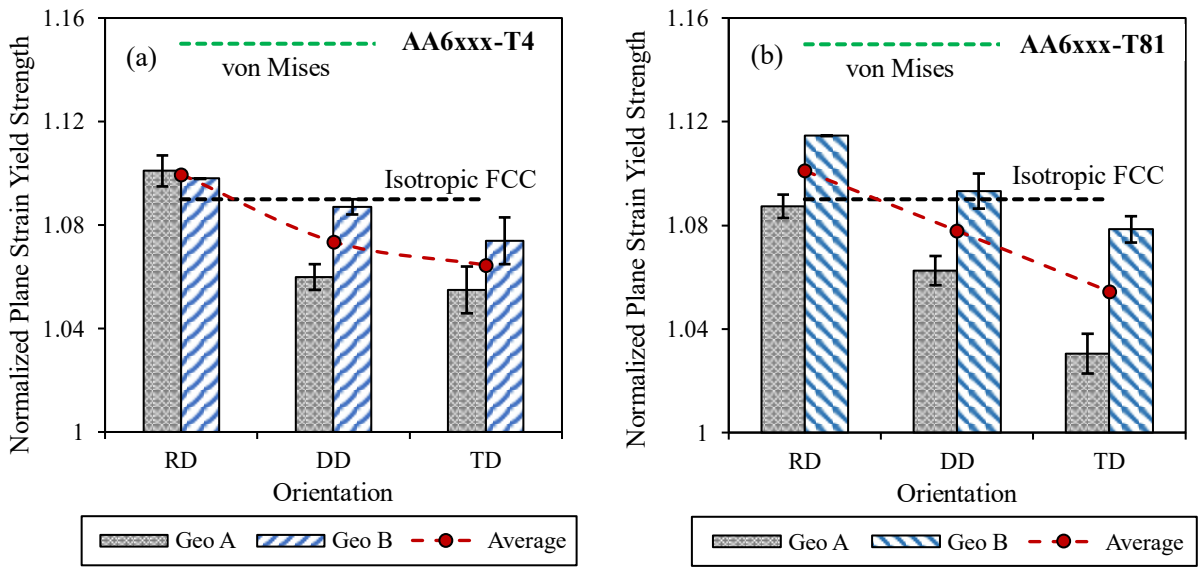 Normalized Plane Strain Yield Strength
1.16
1.12
1.08
1.04
1
(a)
AA6xxx-T4
von Mises
Isotropic FCC
RD
DD
TD
Orientation
Geo A
Geo B
Average
Normalized Plane Strain Yield Strength
1.16
1.12
1.08
1.04
1
(b)
AA6xxx-T81
von Mises
Isotropic FCC
RD
DD
TD
Orientation
Geo A
Geo B
Average